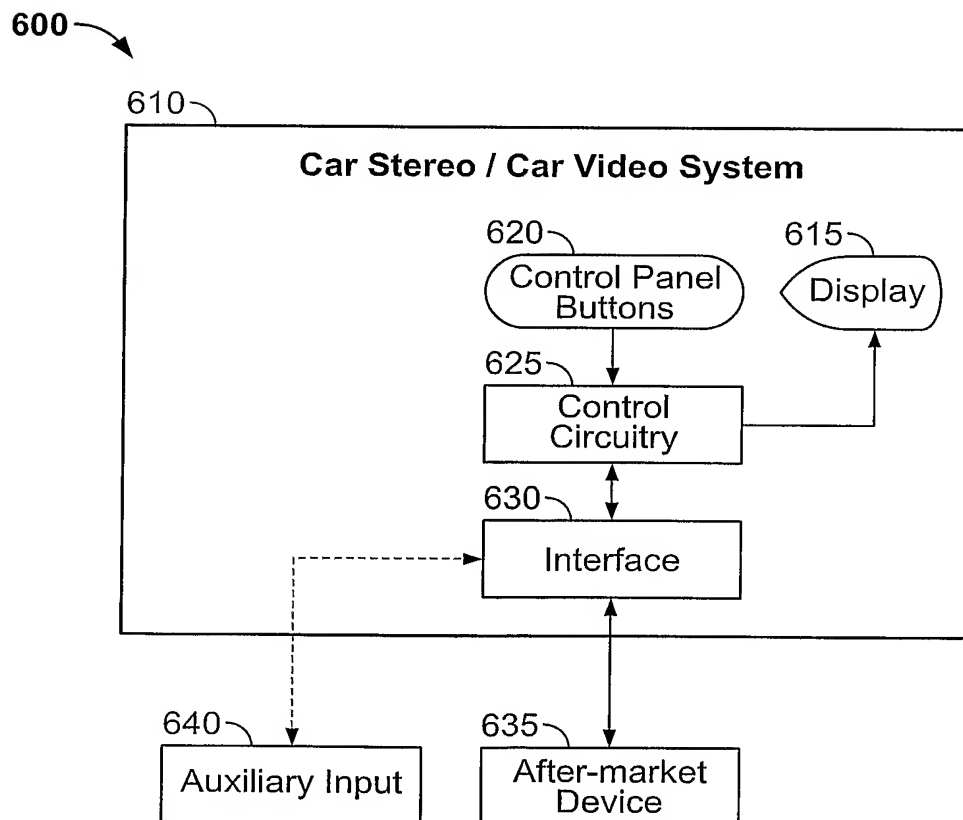 600
610
Car Stereo / Car Video System
620
Control Panel
Buttons
615
Display
625
Control
Circuitry
630
Interface
640
Auxiliary Input
635
After-market
Device